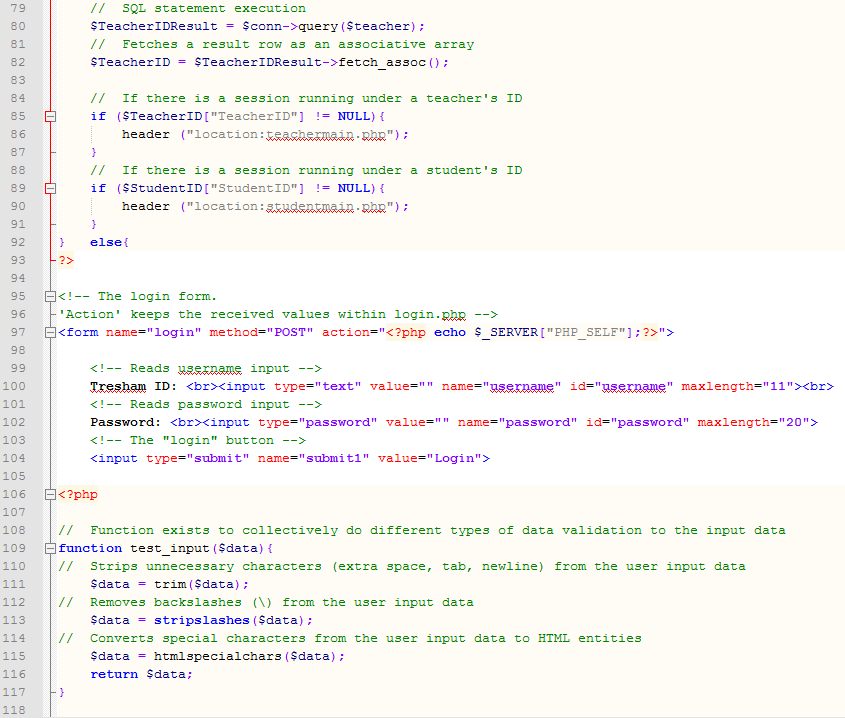 79 // SQL statement execution
80 $TeacherIDResult = $conn->query($teacher);
81 // Fetches a result row as an associative array
82 $TeacherID = $TeacherIDResult->fetch_assoc();
83
84 // If there is a session running under a teacher's ID
85 if ($TeacherID["TeacherID"] != NULL){
86 header ("location:teachermain.php");
87 }
88 // If there is a session running under a student's ID
89 if ($StudentID["StudentID"] != NULL){
90 header ("location:studentmain.php");
91 }
92 } else{
93 ?>
94
95 <!-- The login form.
96 'Action' keeps the received values within login.php -->
97 <form name="login" method="POST" action="<?php echo $_SERVER["PHP_SELF"];?>">
98
99 <!-- Reads username input -->
100 Tresham ID: <br><input type="text" value="" name="username" id="username" maxlength="11"><br>
101 <!-- Reads password input -->
102 Password: <br><input type="password" value="" name="password" id="password" maxlength="20">
103 <!-- The "login" button -->
104 <input type="submit" name="submit1" value="Login">
105
106 <?php
107
108 // Function exists to collectively do different types of data validation to the input data
109 function test_input($data){
110 // Strips unnecessary characters (extra space, tab, newline) from the user input data
111 $data = trim($data);
112 // Removes backslashes (\) from the user input data
113 $data = stripslashes($data);
114 // Converts special characters from the user input data to HTML entities
115 $data = htmlspecialchars($data);
116 return $data;
117 }
118